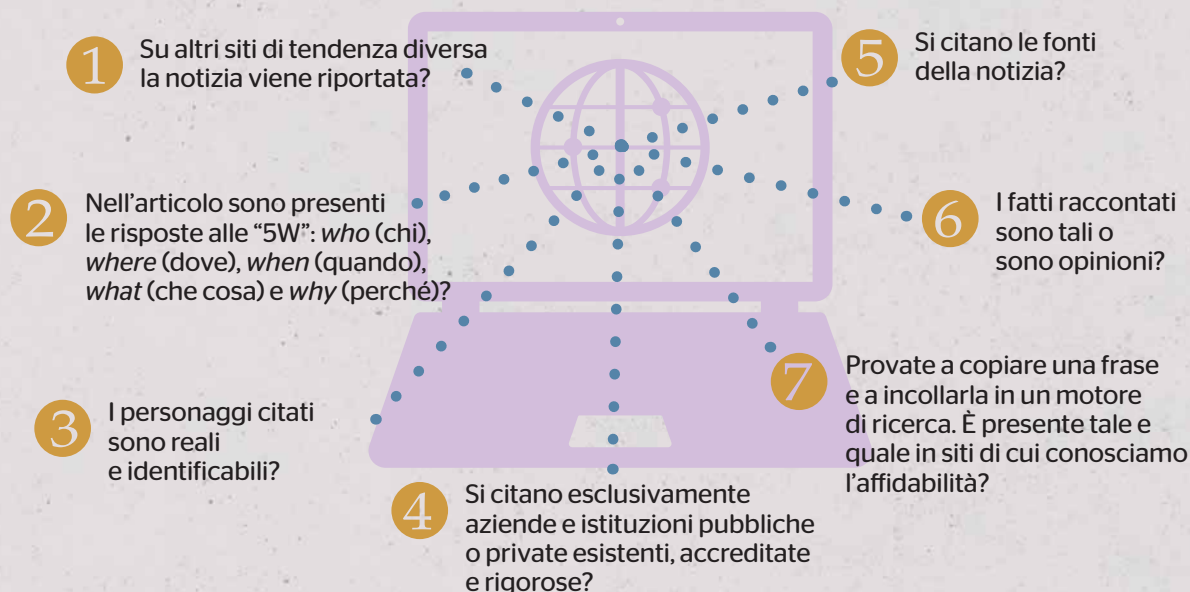 1
Su altri siti di tendenza diversa
la notizia viene riportata?
2
Nell'articolo sono presenti
le risposte alle “5W”: who (chi),
where (dove), when (quando),
what (che cosa) e why (perché)?
3
I personaggi citati
sono reali
e identificabili?
4
Si citano esclusivamente
aziende e istituzioni pubbliche
o private esistenti, accreditate
e rigorose?
5
Si citano le fonti
della notizia?
6
I fatti raccontati
sono tali o
sono opinioni?
7
Provate a copiare una frase
e a incollarla in un motore
di ricerca. È presente tale e
quale in siti di cui conosciamo
l'affidabilità?